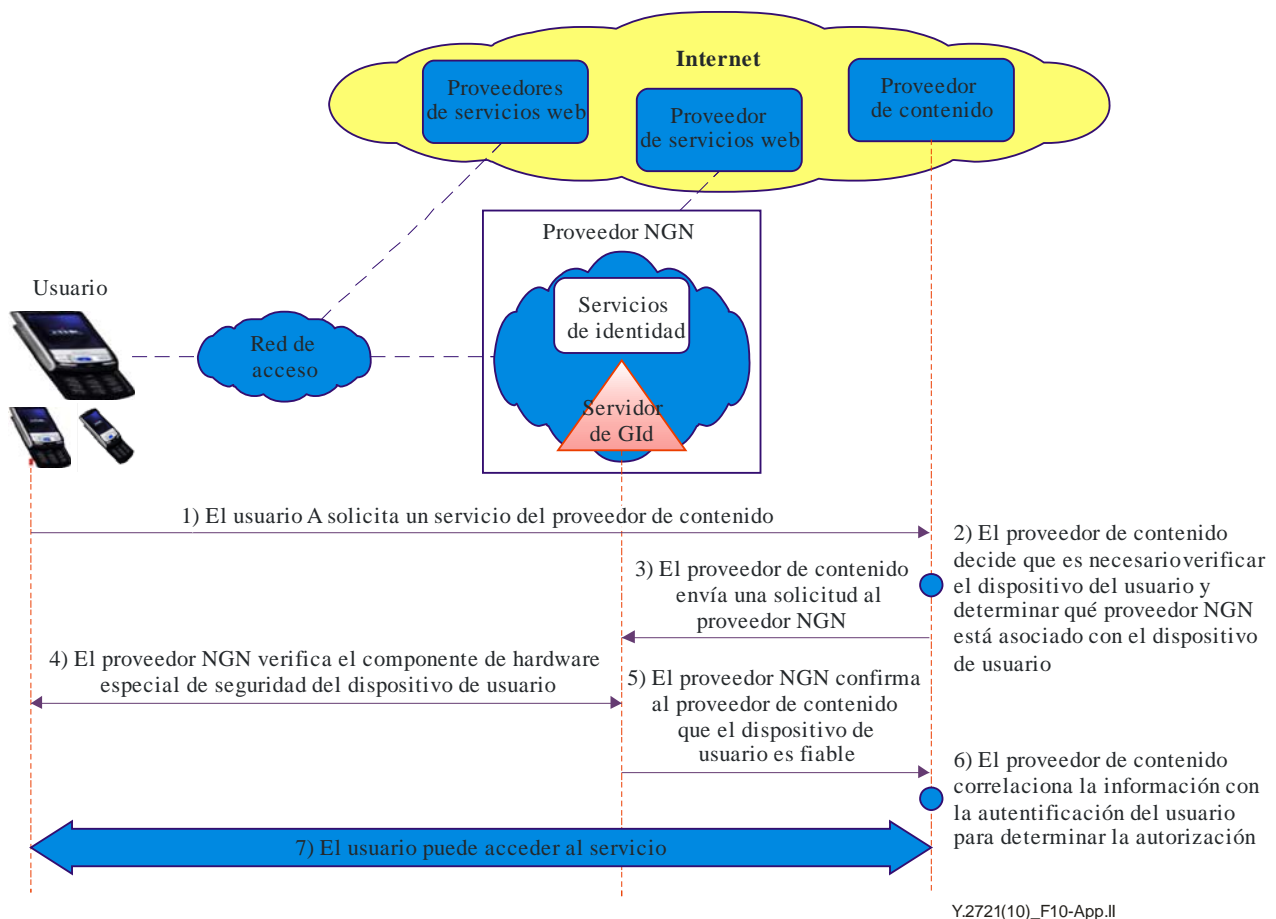 Internet
Proveedores
de servicios web
Proveedor
de servicios web
Proveedor
de contenido
Proveedor NGN
Servicios
de identidad
Servidor
de GId
Usuario
Red de
acceso
1) El usuario A solicita un servicio del proveedor de contenido
2) El proveedor de contenido
decide que es necesarioverificar
el dispositivo del usuario y
determinar qué proveedor NGN
está asociado con el dispositivo
de usuario
3) El proveedor de contenido
envía una solicitud al
proveedor NGN
4) El proveedor NGN verifica el componente de hardware
especial de seguridad del dispositivo de usuario
5) El proveedor NGN confirma
al proveedor de contenido
que el dispositivo de
usuario es fiable
6) El proveedor de contenido
correlaciona la información con
la autentificación del usuario
para determinar la autorización
7) El usuario puede acceder al servicio
Y.2721(10)_F10-App.II